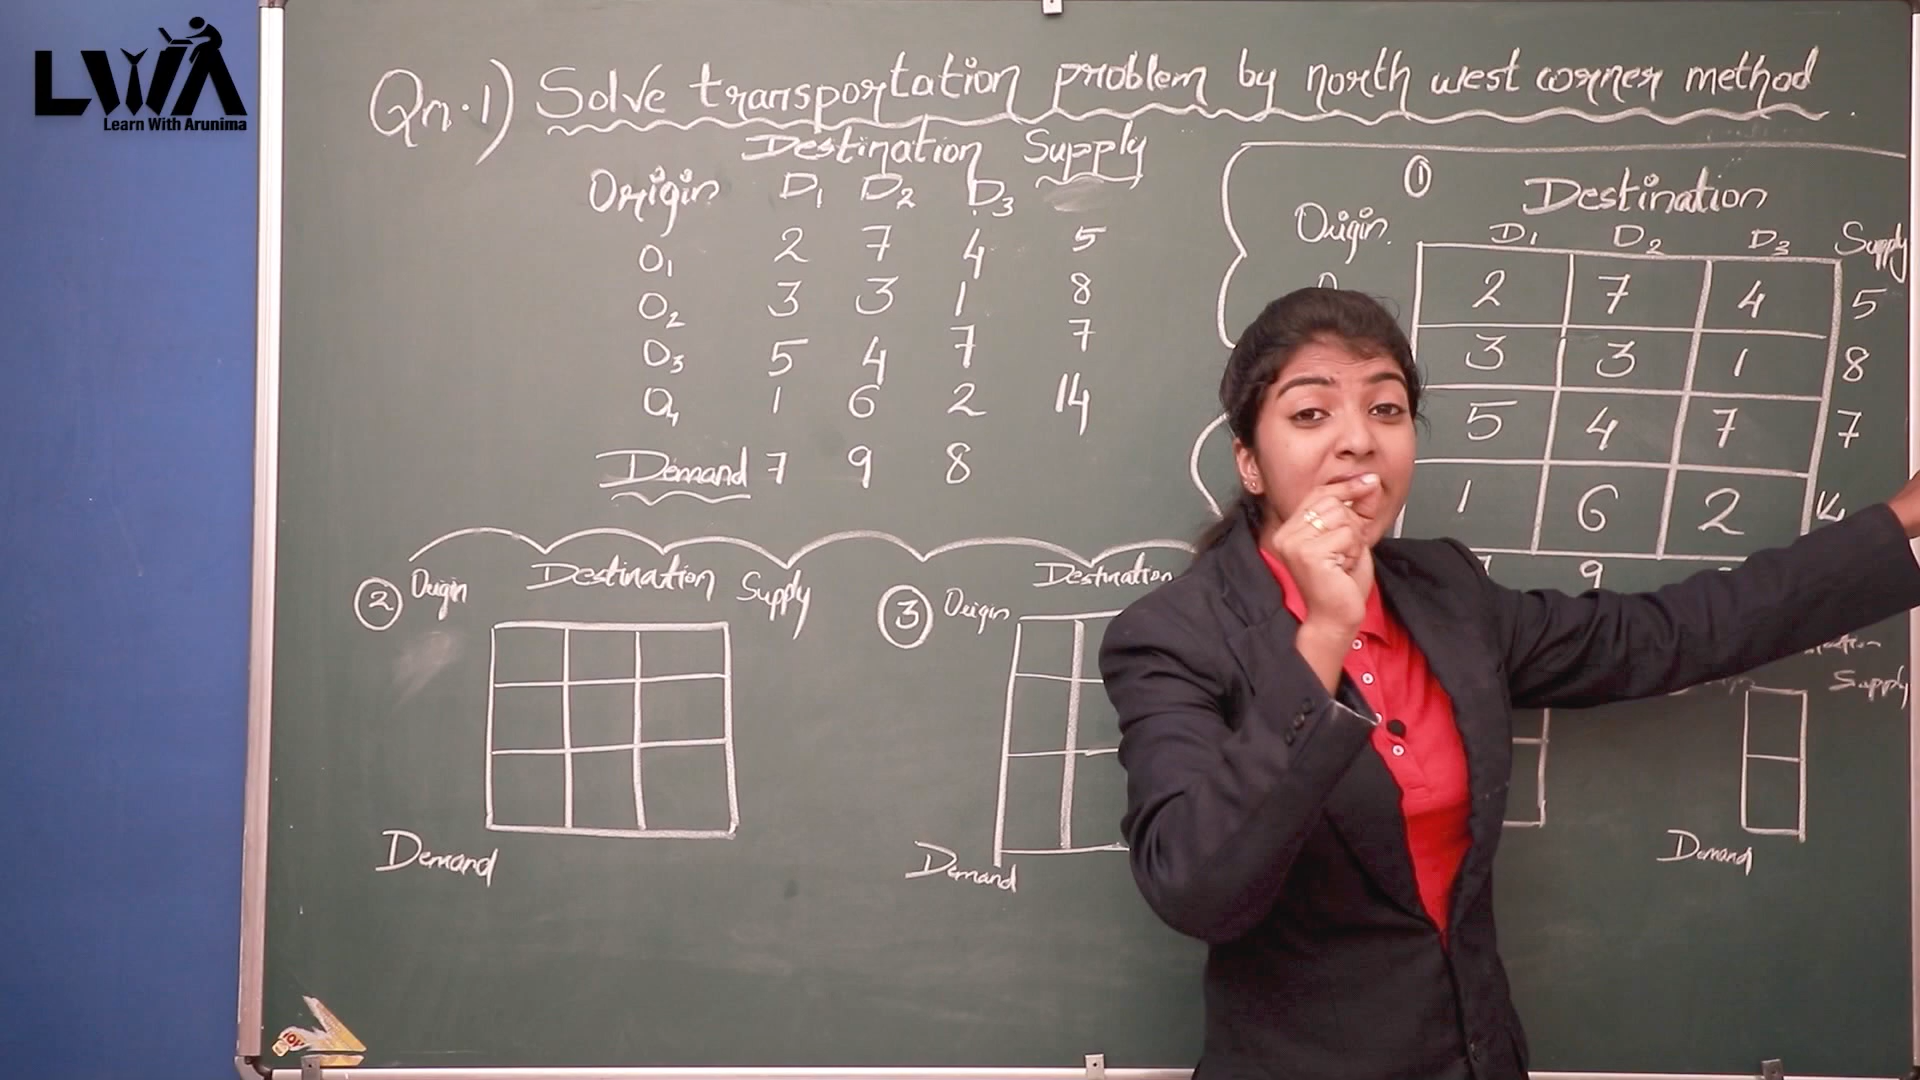 LWA
Learn With Arunima
Qn.1) Solve transportation problem by north west corner method
Destination Supply
Origin D1 D2 D3
O1 2 7 4 5
O2 3 3 1 8
O3 5 4 7 7
O4 1 6 2 14
Demand 7 9 8
1 Destination
Origin D1 D2 D3 Supply
2 7 4 5
3 3 1 8
5 4 7 7
1 6 2 14
9
2 Origin Destination Supply
Demand
3 Origin Destination
Demand
Supply
Demand